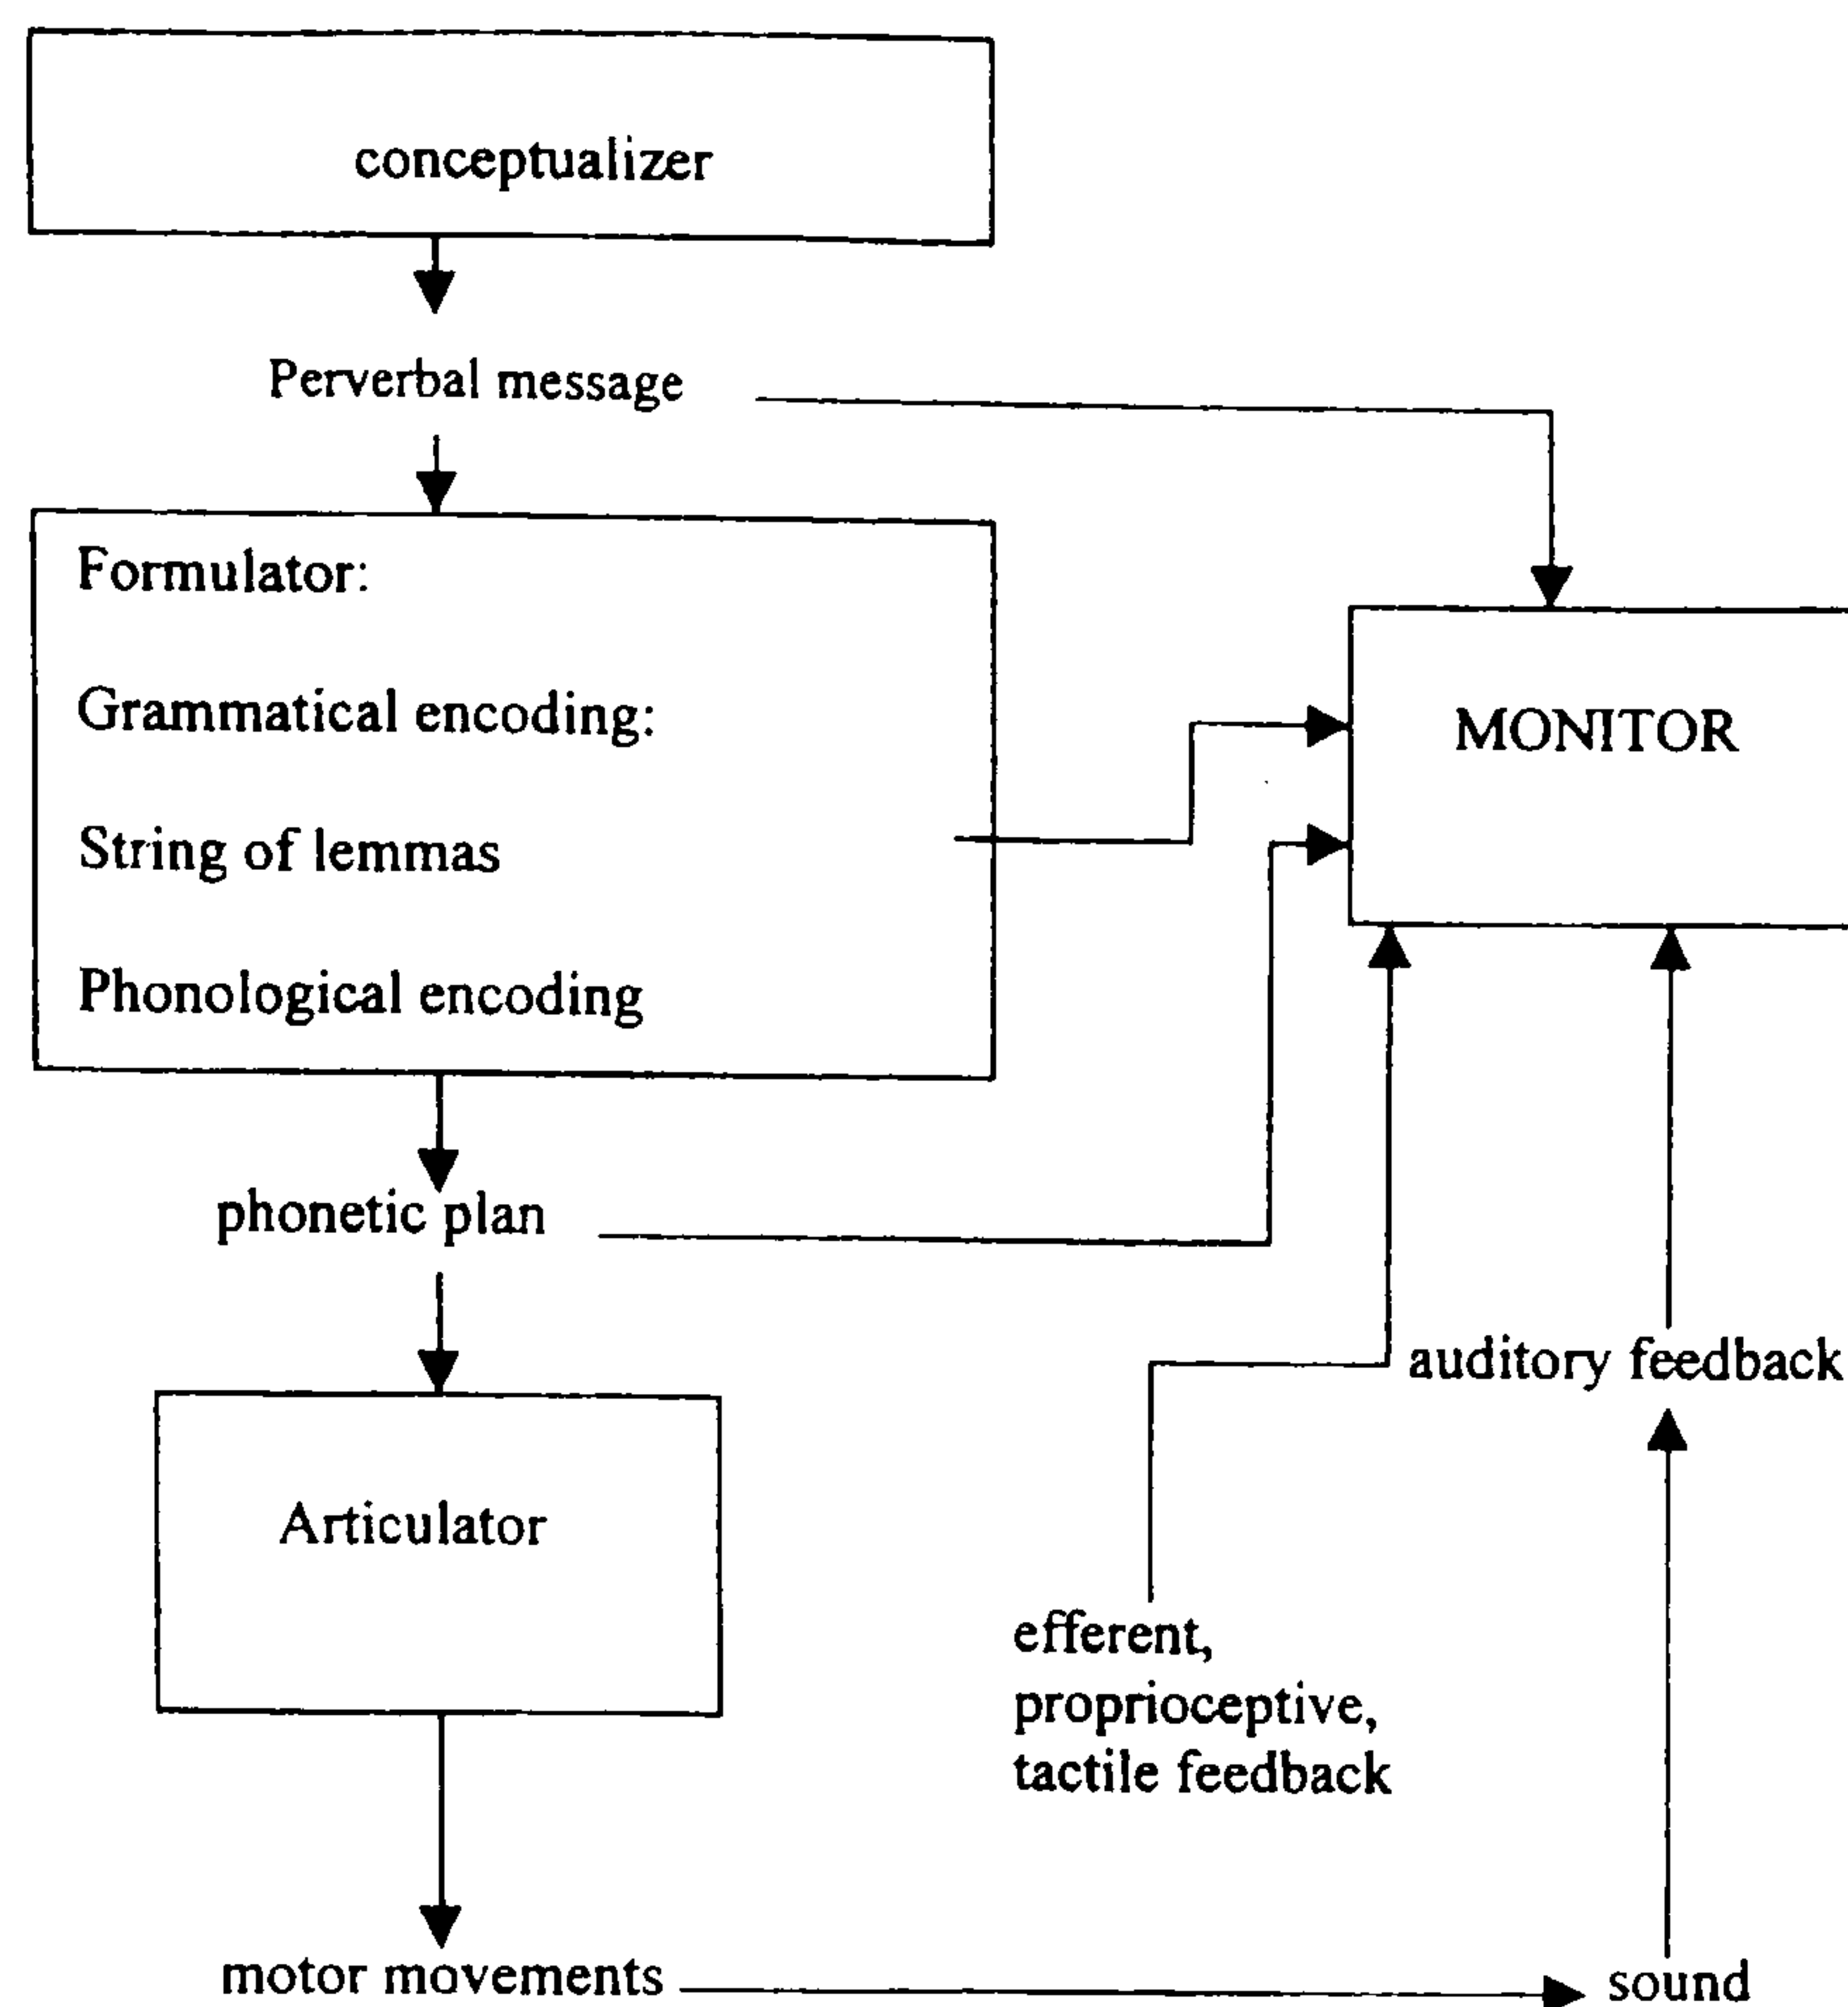 conceptualizer
Perverbal message
Formulator:
Grammatical encoding:
String of lemmas
Phonological encoding
MONITOR
phonetic plan
auditory feedback
Articulator
efferent,
proprioceptive,
tactile feedback
motor movements
sound